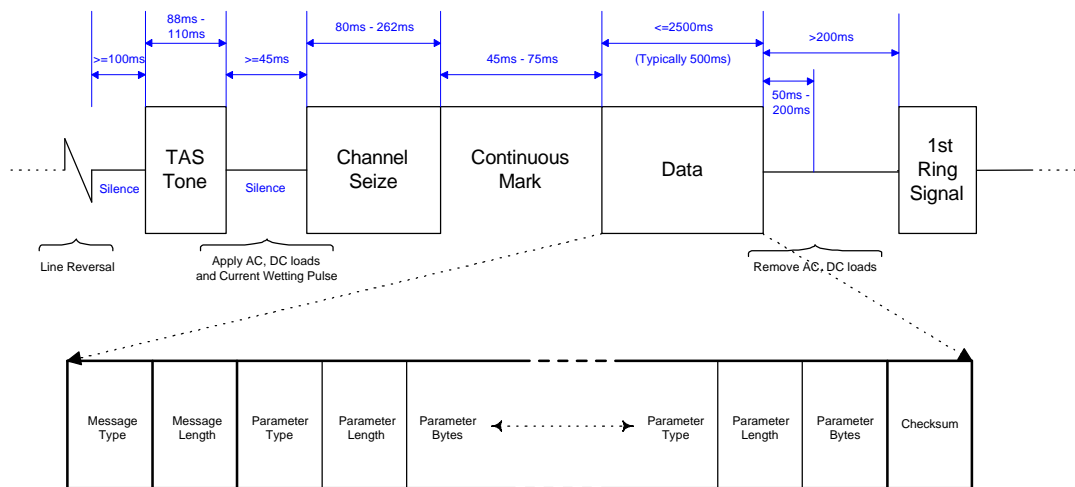 88ms -
110ms
80ms - 262ms
<=2500ms
>200ms
>=100ms
>=45ms
45ms - 75ms
(Typically 500ms)
50ms -
200ms
TAS
Tone
Channel
Seize
Continuous
Mark
Data
1st
Ring
Signal
Silence
Silence
Line Reversal
Apply AC, DC loads
and Current Wetting Pulse
Remove AC, DC loads
Message
Type
Message
Length
Parameter
Type
Parameter
Length
Parameter
Bytes
Parameter
Type
Parameter
Length
Parameter
Bytes
Checksum